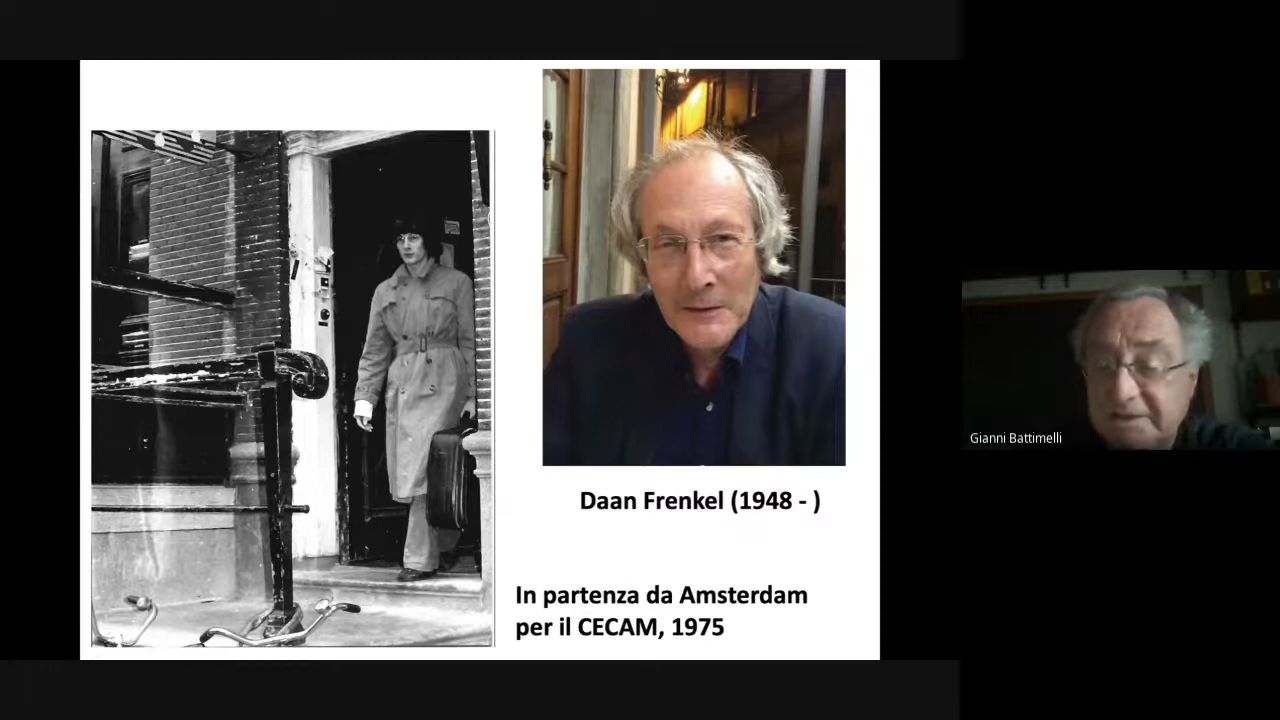 Daan Frenkel (1948 - )
In partenza da Amsterdam
per il CECAM, 1975
Gianni Battimelli